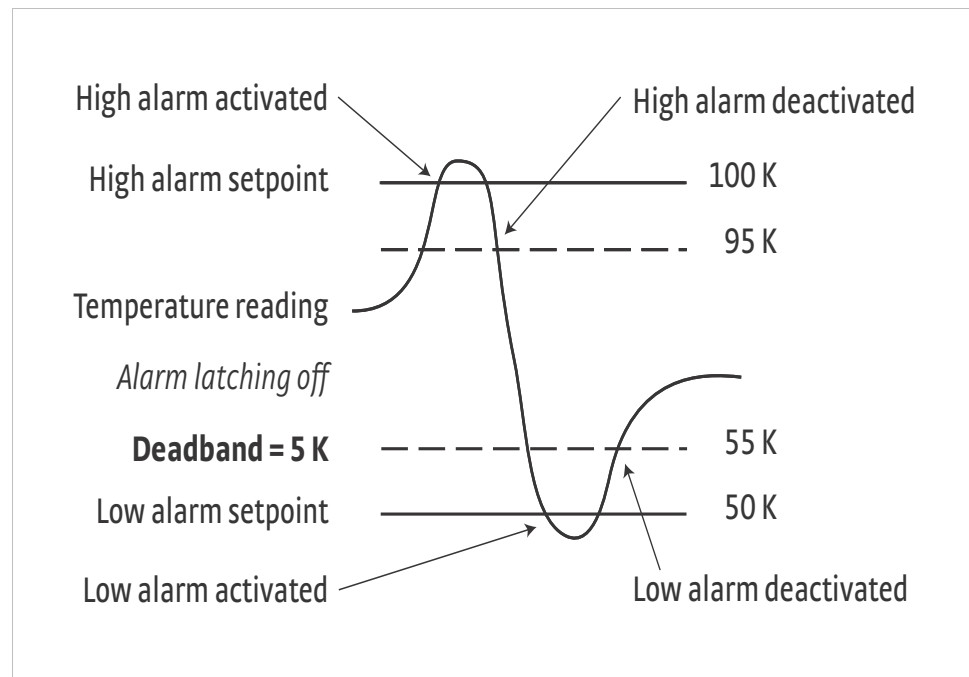 High alarm activated
High alarm deactivated
High alarm setpoint
100 K
95 K
Temperature reading
Alarm latching off
Deadband = 5 K
55 K
Low alarm setpoint
50 K
Low alarm activated
Low alarm deactivated